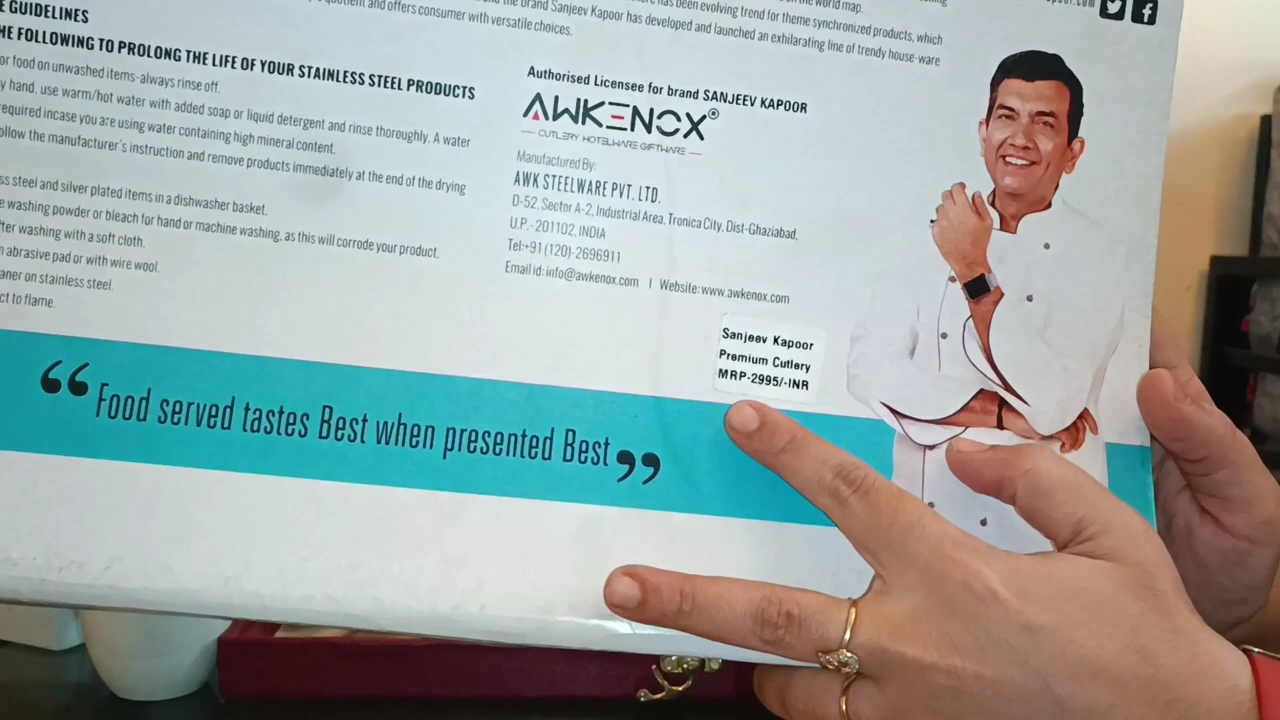 has been evolving trend for theme synchronized products, which
the brand Sanjeev Kapoor has developed and launched an exhilarating line of trendy house-ware
and offers consumer with versatile choices.
GUIDELINES
THE FOLLOWING TO PROLONG THE LIFE OF YOUR STAINLESS STEEL PRODUCTS
or food on unwashed items-always rinse off.
hand, use warm/hot water with added soap or liquid detergent and rinse thoroughly. A water
required incase you are using water containing high mineral content.
follow the manufacturer's instruction and remove products immediately at the end of the drying
steel and silver plated items in a dishwasher basket.
washing powder or bleach for hand or machine washing, as this will corrode your product.
after washing with a soft cloth.
abrasive pad or with wire wool.
on stainless steel.
to flame.
Authorised Licensee for brand SANJEEV KAPOOR
AWKENOX®
CUTLERY HOTELWARE GIFTWARE
Manufactured By:
AWK STEELWARE PVT. LTD.
D-52, Sector A-2, Industrial Area, Tronica City, Dist-Ghaziabad,
U.P.- 201102, INDIA
Tel:+91 (120)-2696911
Email id: info@awkenox.com | Website: www.awkenox.com
Sanjeev Kapoor
Premium Cutlery
MRP-2995/-INR
“Food served tastes Best when presented Best”